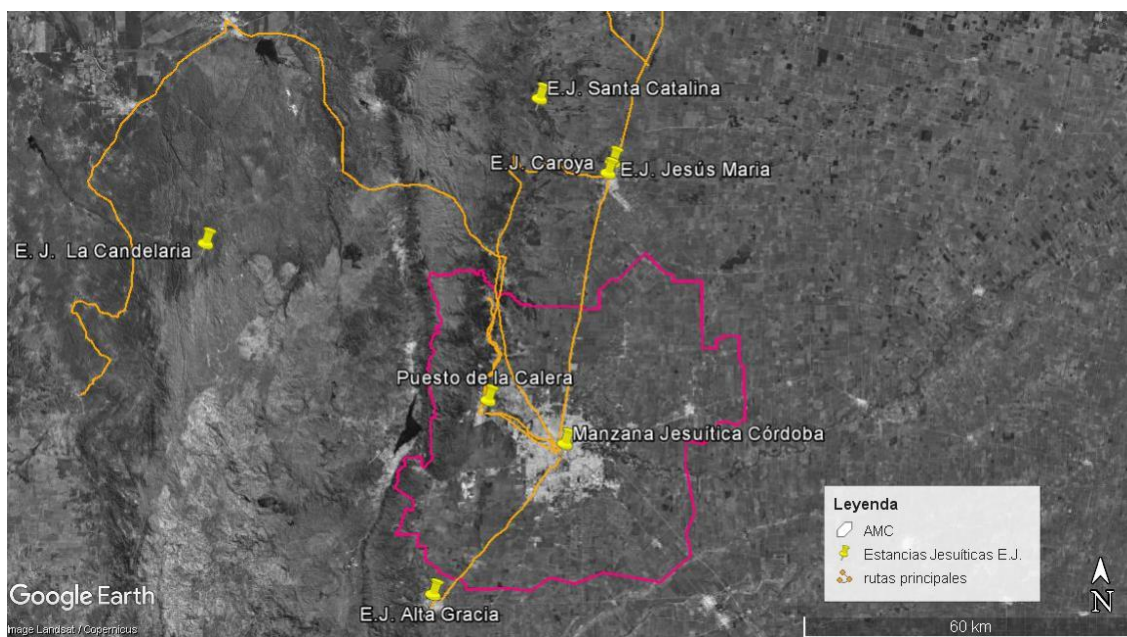 E.J. Santa Catalina
E.J. Caroya
E.J. Jesús Maria
E. J. La Candelaria
Puesto de la Calera
Manzana Jesuítica Córdoba
E.J. Alta Gracia
Leyenda
AMC
Estancias Jesuíticas E.J.
rutas principales
Google Earth
Image Landsat / Copernicus
N
60 km